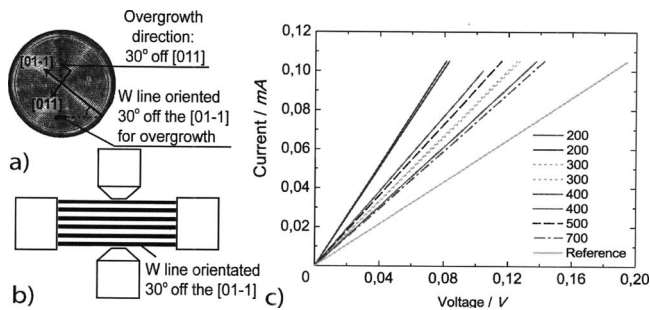 Overgrowth
direction:
30° off [011]
[01-1]
[011]
W line oriented
30° off the [01-1]
for overgrowth
a)
W line orientated
30° off the [01-1]
b)
Current / mA
0,12
0,10
0,08
0,06
0,04
0,02
0
0,04
0,08
0,12
0,16
0,20
Voltage / V
200
200
300
300
400
400
500
700
Reference
c)